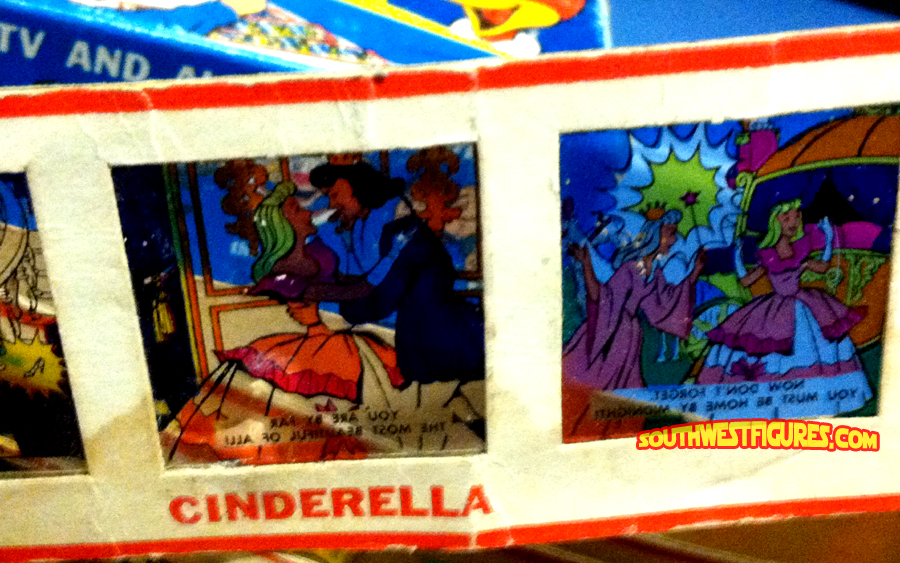 TV AND
YOU ARE BY FAR
THE MOST BEAUTIFUL OF ALL!
NOW DON'T FORGET,
YOU MUST BE HOME BY MIDNIGHT!
SOUTHWESTFIGURES.COM
CINDERELLA